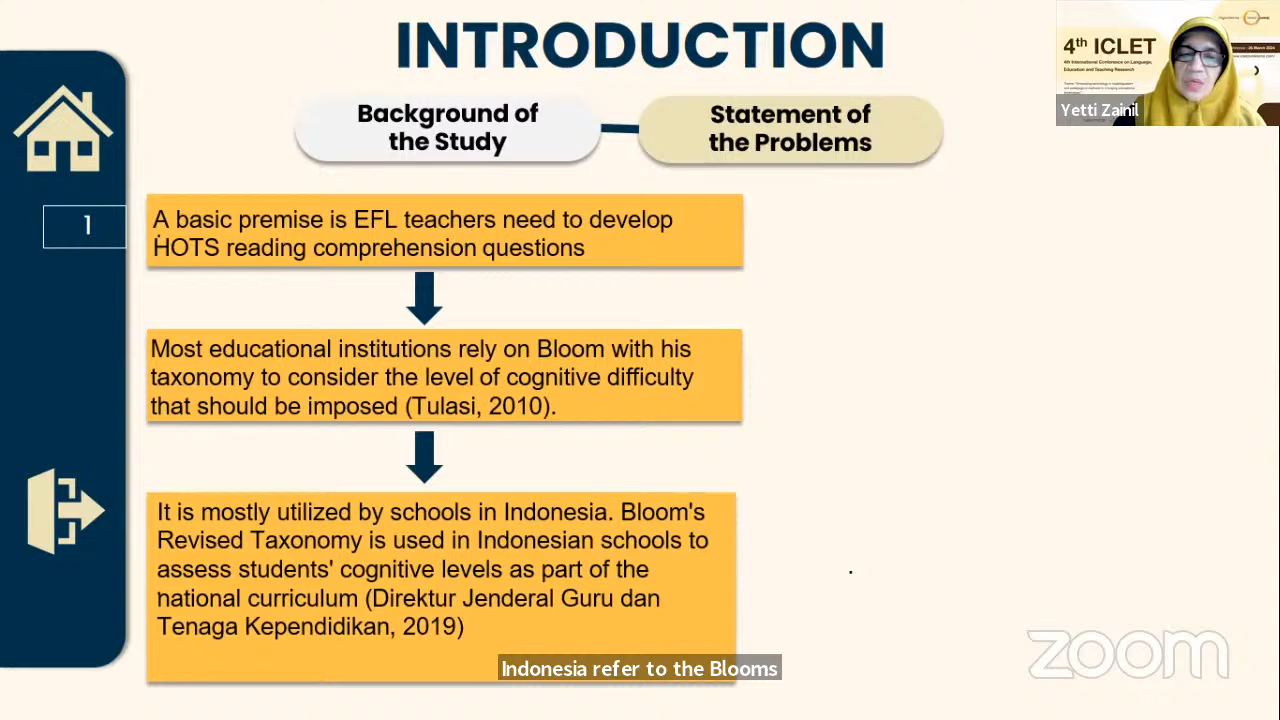 INTRODUCTION
Background of
the Study
Statement of
the Problems
1
A basic premise is EFL teachers need to develop
HOTS reading comprehension questions
Most educational institutions rely on Bloom with his
taxonomy to consider the level of cognitive difficulty
that should be imposed (Tulasi, 2010).
It is mostly utilized by schools in Indonesia. Bloom's
Revised Taxonomy is used in Indonesian schools to
assess students' cognitive levels as part of the
national curriculum (Direktur Jenderal Guru dan
Tenaga Kependidikan, 2019)
Indonesia refer to the Blooms
zoom
4th ICLET
4th International Conference on Language,
Education and Teaching Research
Yetti Zainil